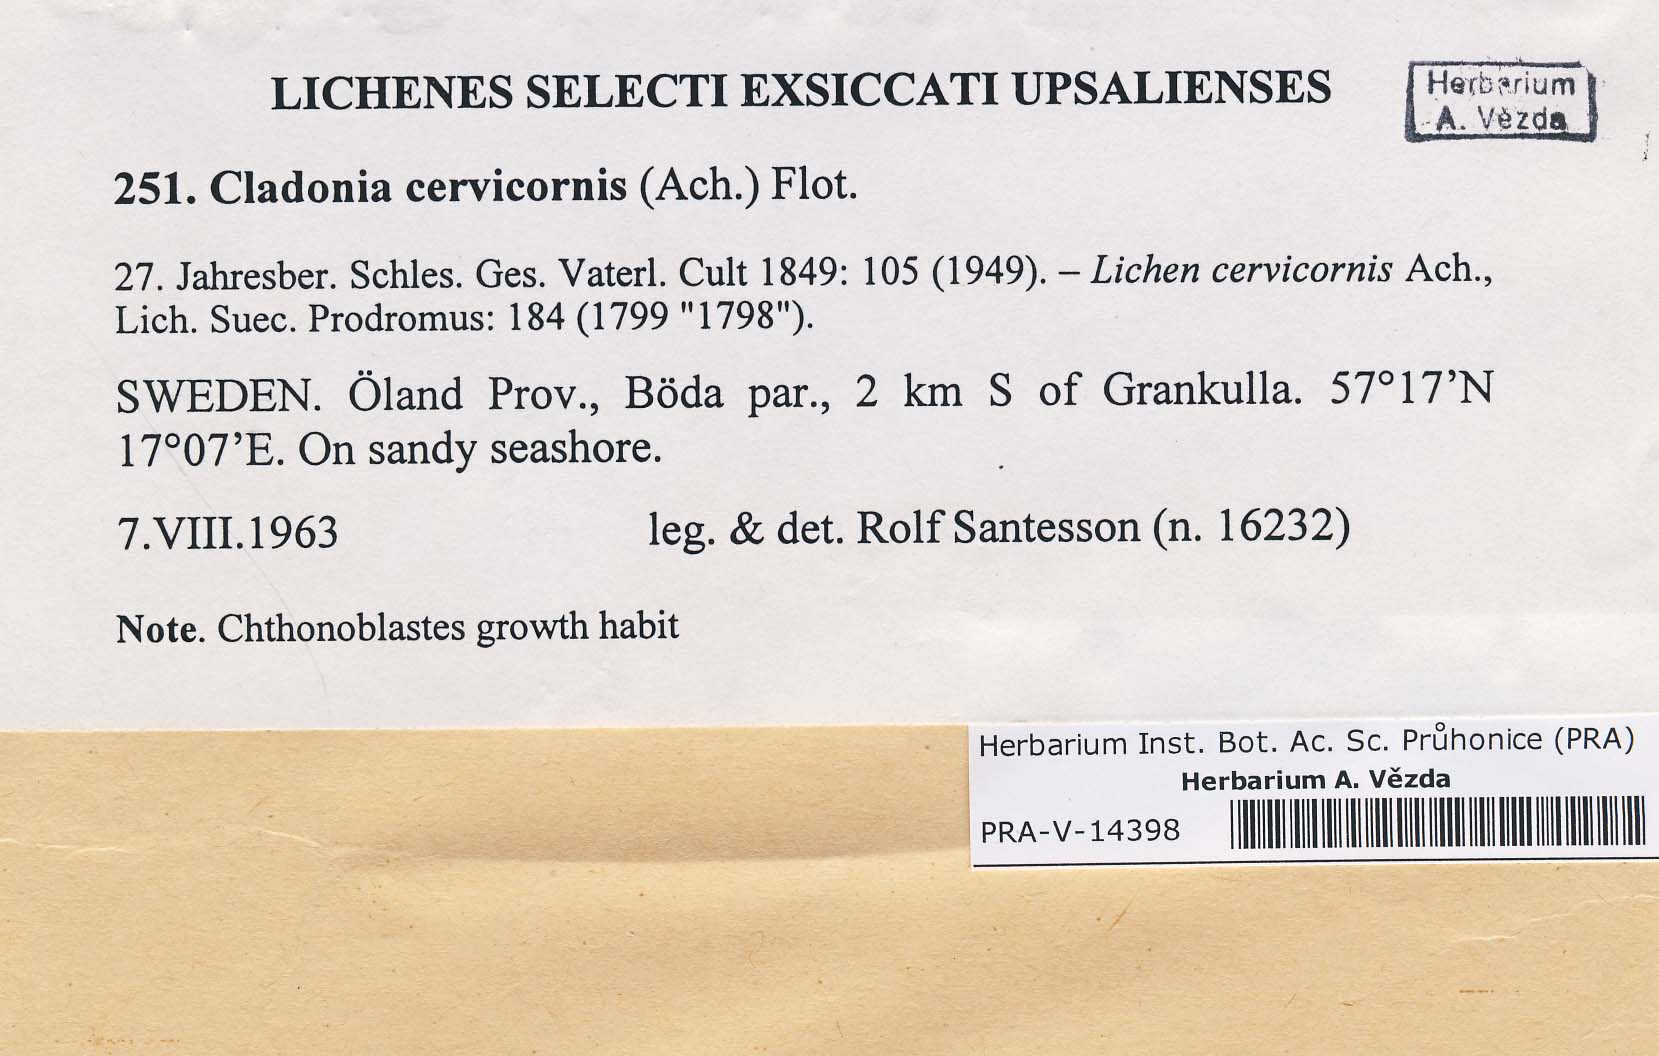 LICHENES SELECTI EXSICCATI UPSALIENSES
Herbarium
A. Vězda
251. Cladonia cervicornis (Ach.) Flot.
27. Jahresber. Schles. Ges. Vaterl. Cult 1849: 105 (1949). – Lichen cervicornis Ach.,
Lich. Suec. Prodromus: 184 (1799 "1798").
SWEDEN. Öland Prov., Böda par., 2 km S of Grankulla. 57°17’N
17°07’E. On sandy seashore.
7.VIII.1963 leg. & det. Rolf Santesson (n. 16232)
Note. Chthonoblastes growth habit
Herbarium Inst. Bot. Ac. Sc. Průhonice (PRA)
Herbarium A. Vězda
PRA-V-14398